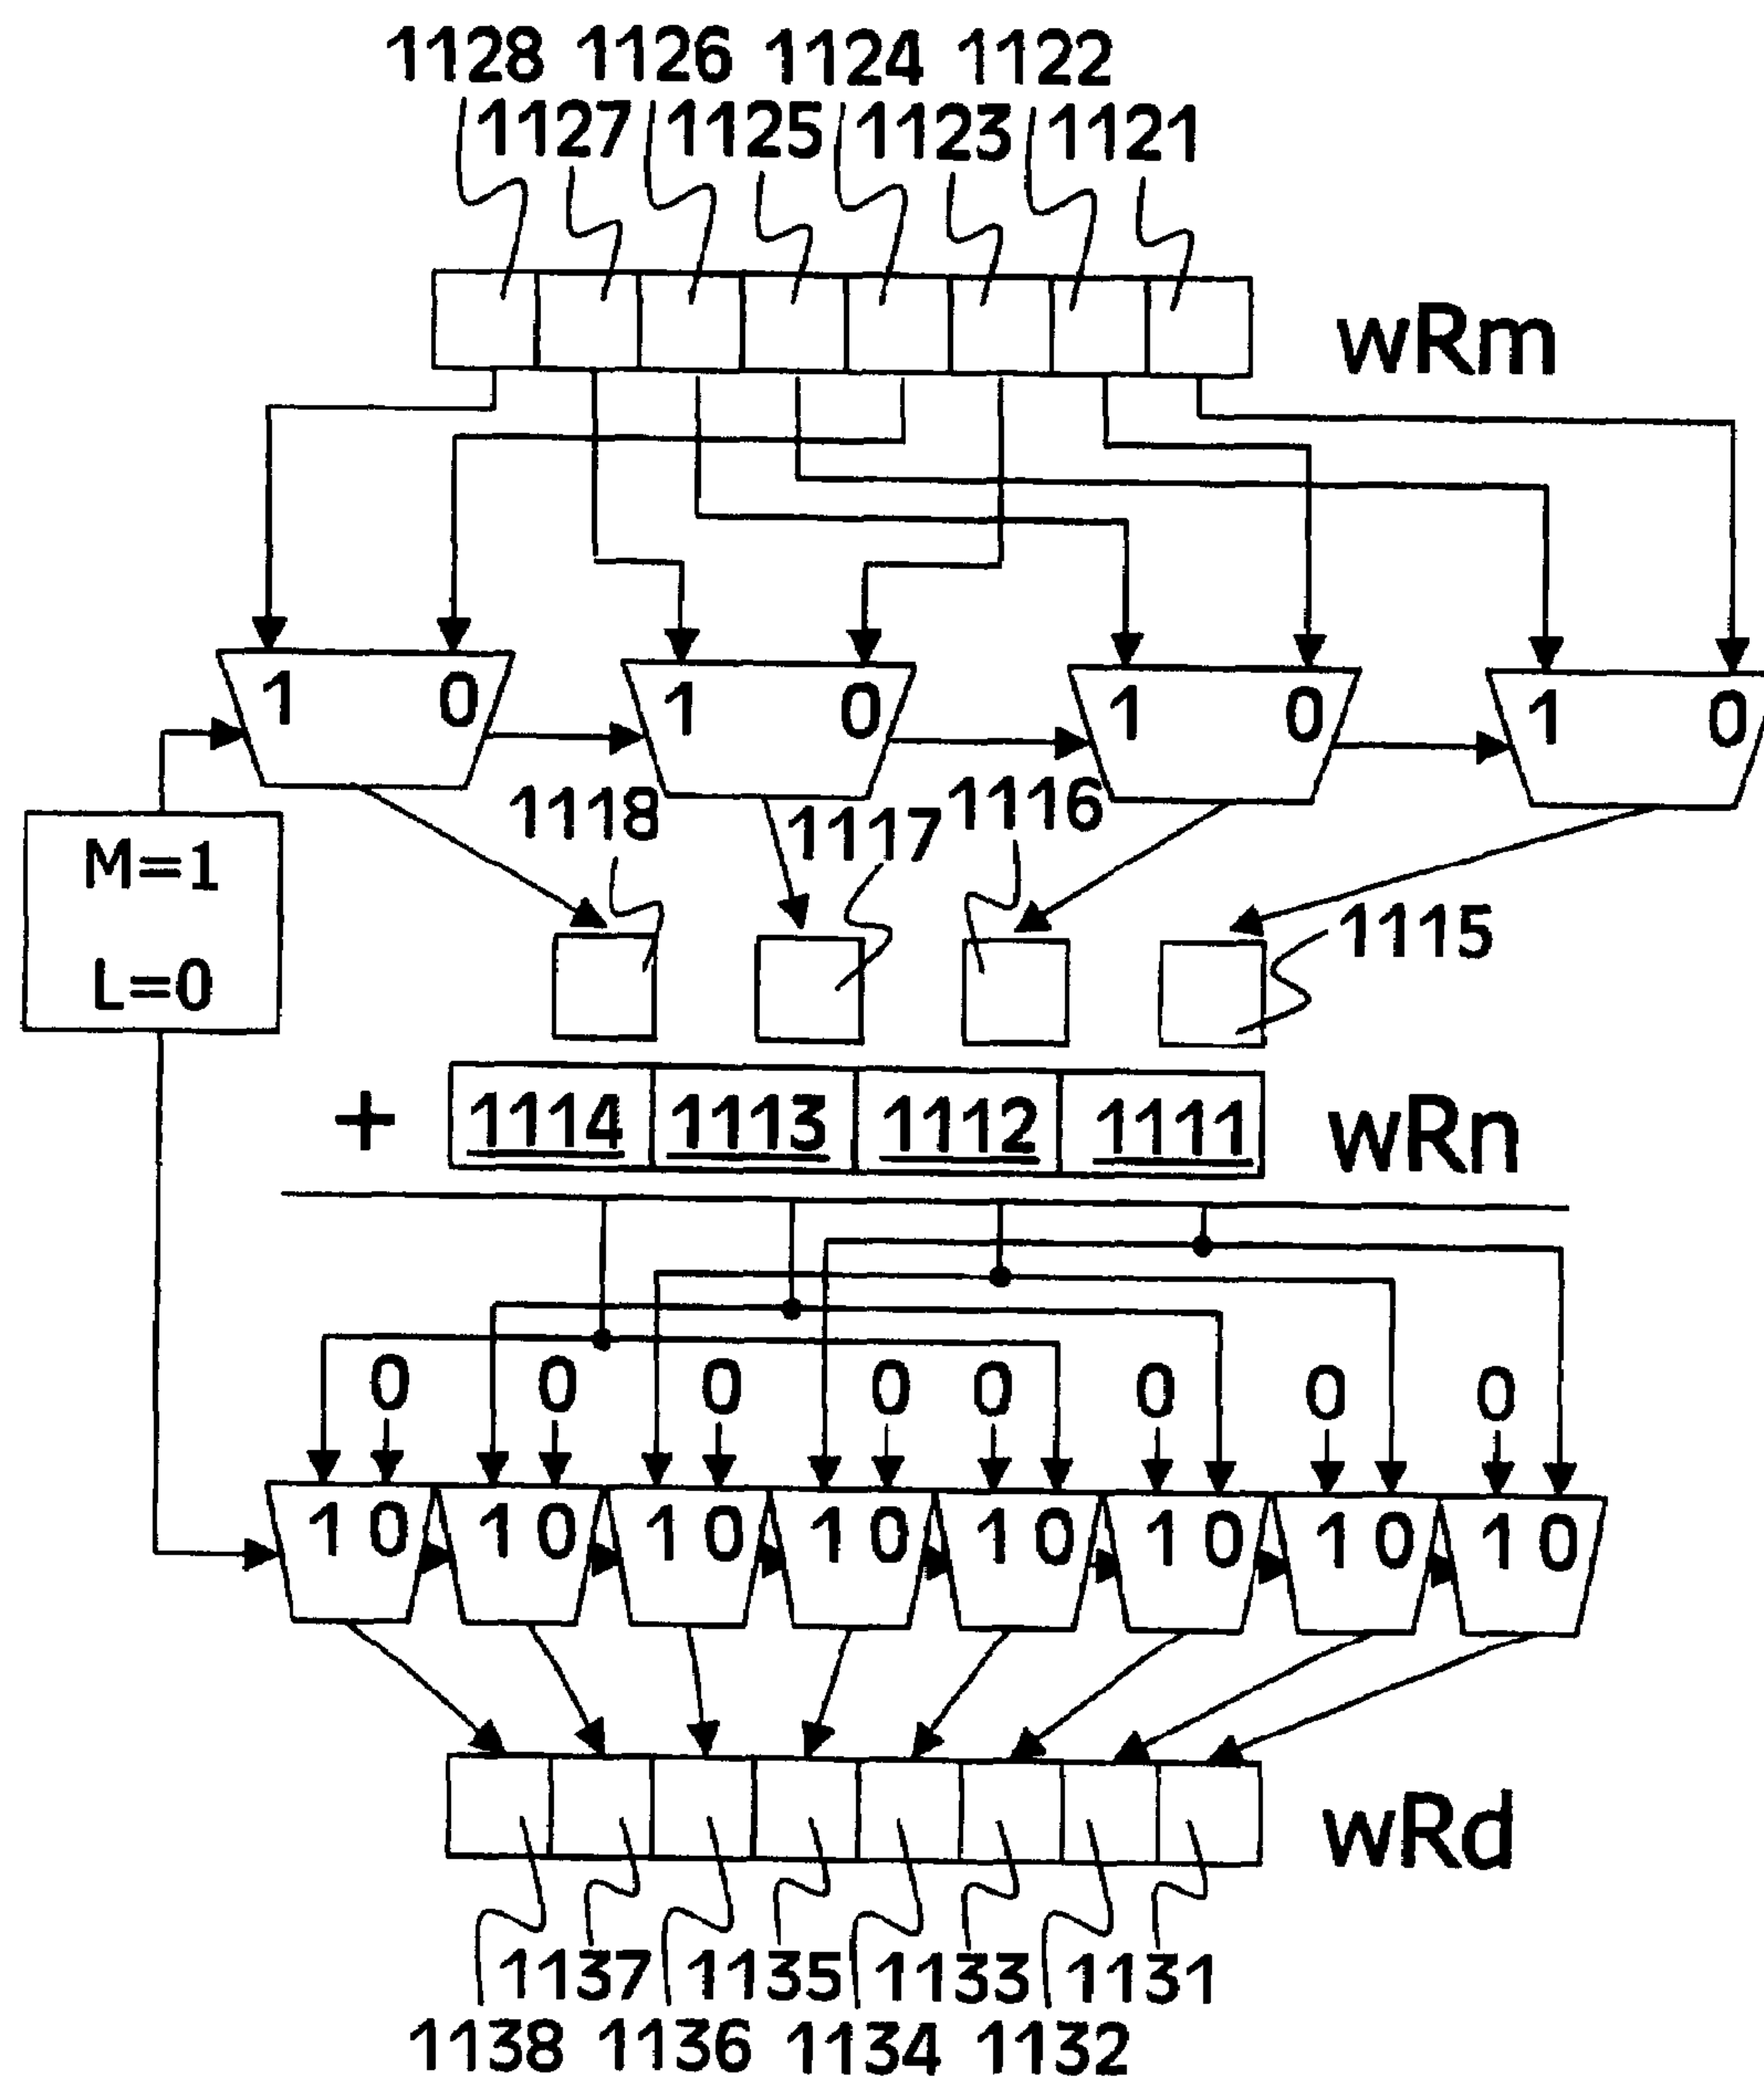 1128 1126 1124 1122
1127 1125 1123 1121
wRm
1 0 1 0 1 0 1 0
M=1
L=0
1118 1117 1116
1115
+ 1114 1113 1112 1111 wRn
0 0 0 0 0 0 0 0
1 0 1 0 1 0 1 0 1 0 1 0 1 0 1 0
wRd
1137 1135 1133 1131
1138 1136 1134 1132